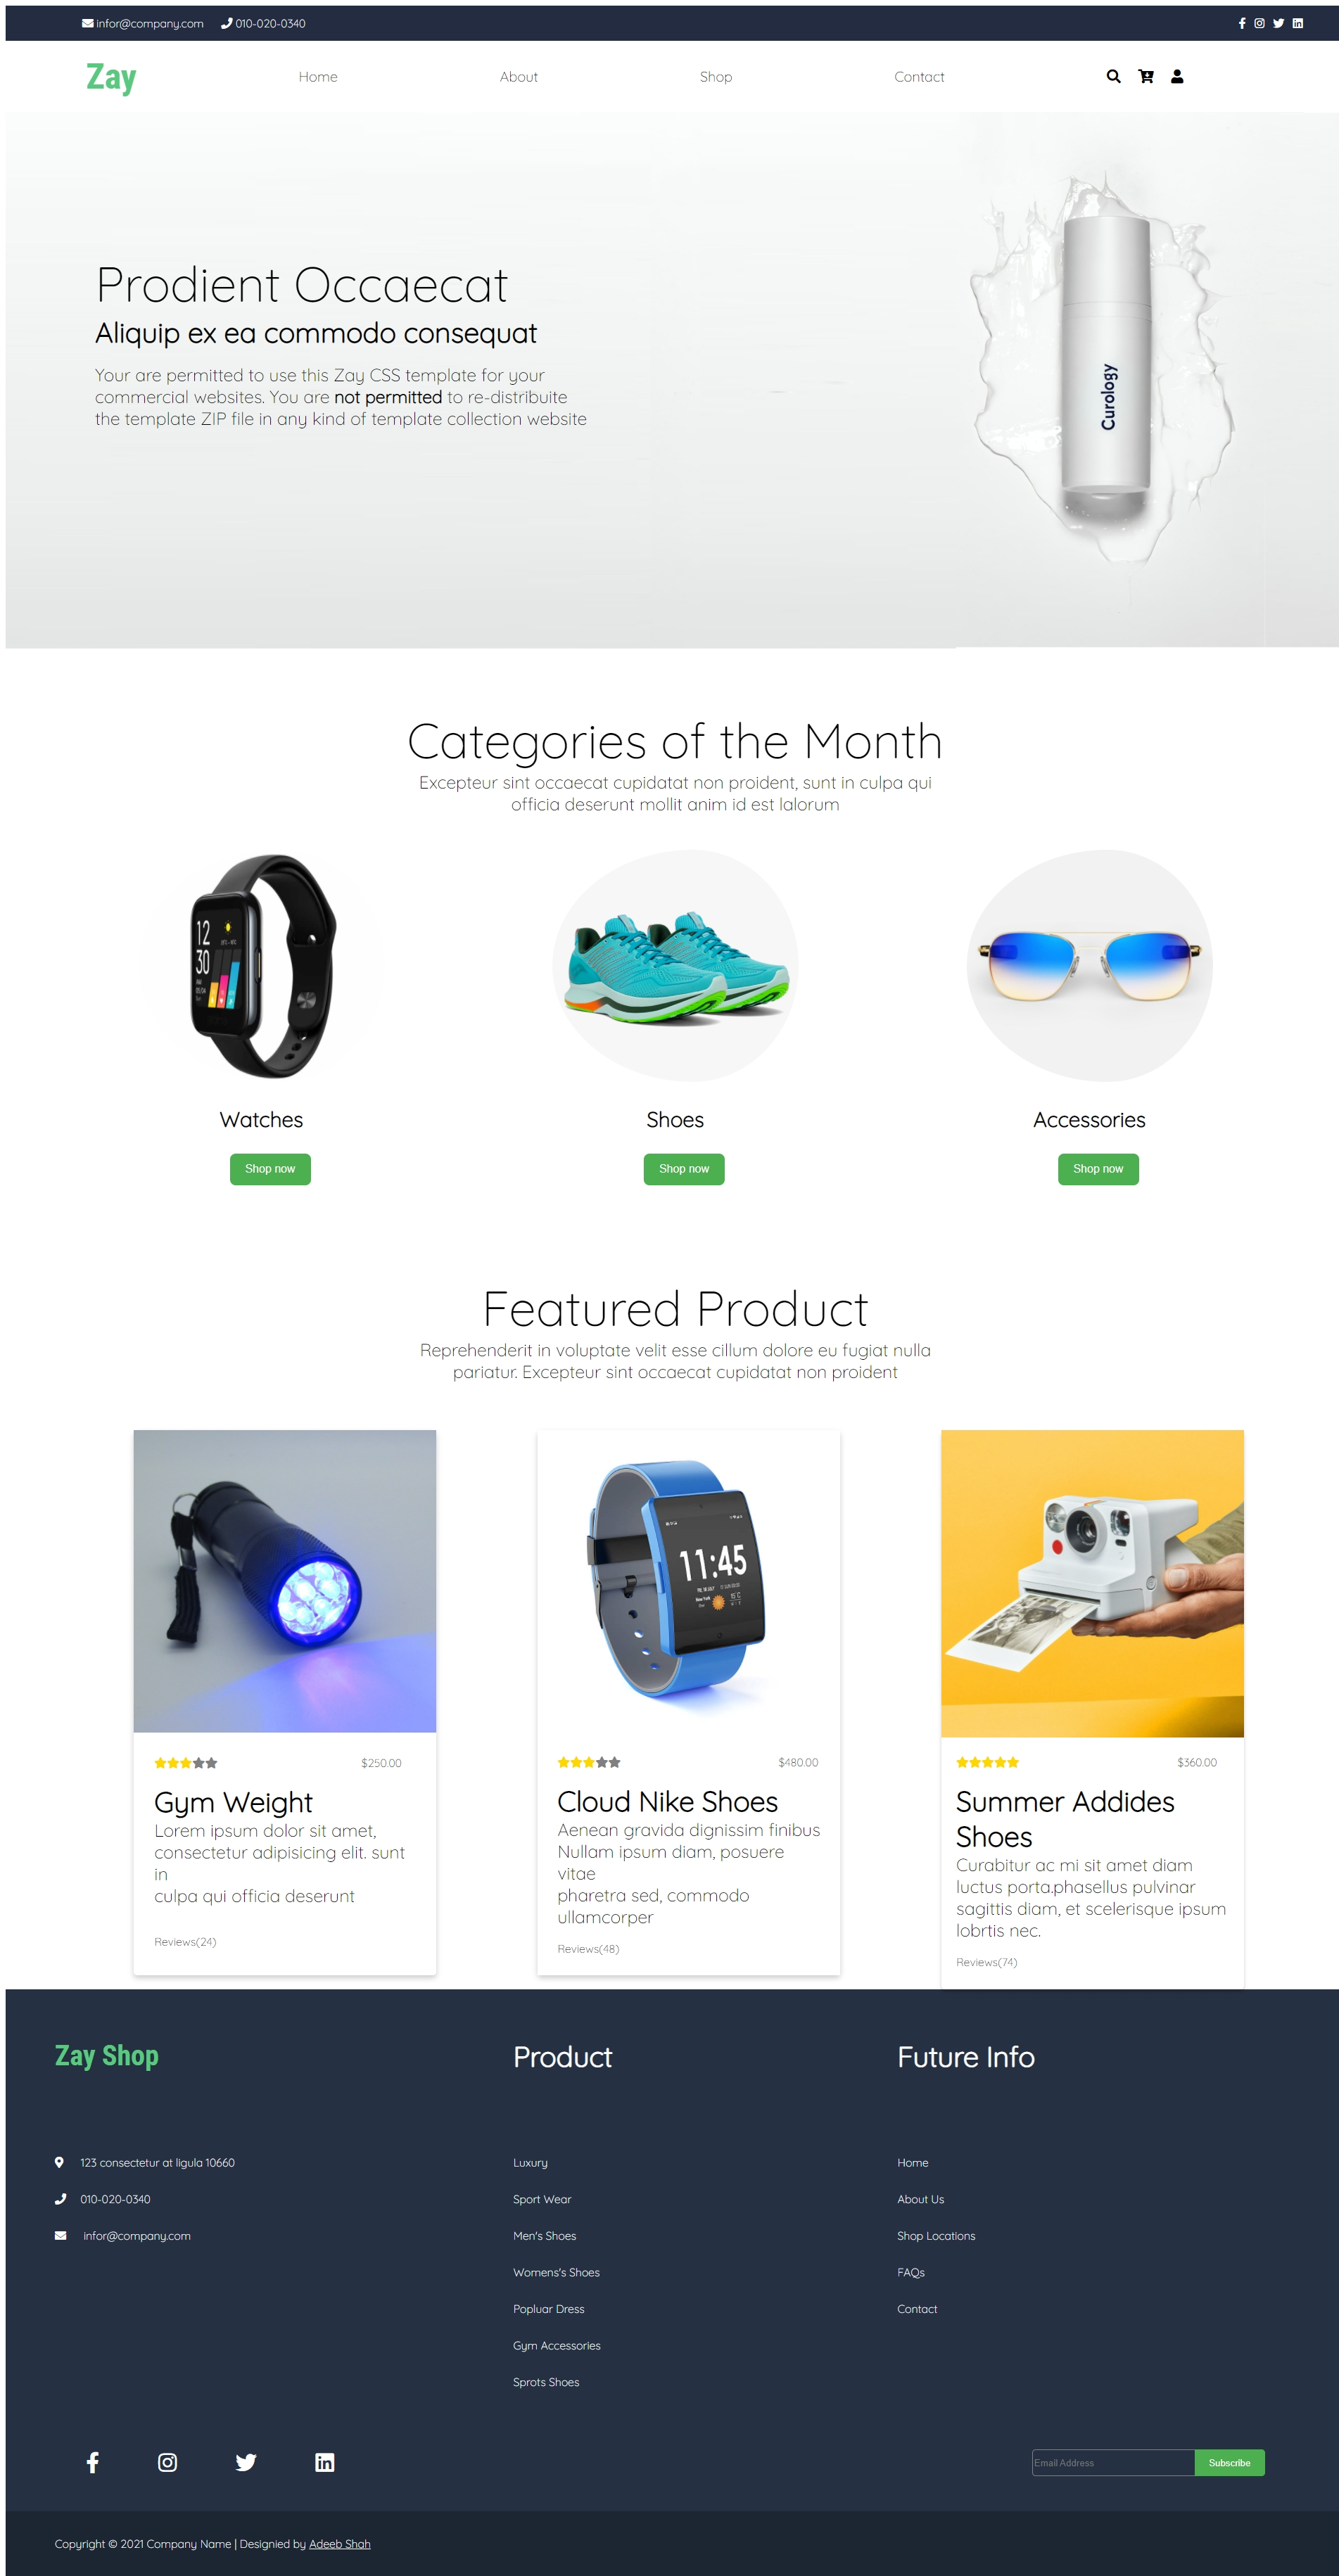 infor@company.com 010-020-0340
Zay Home About Shop Contact
Prodient Occaecat
Aliquip ex ea commodo consequat
Your are permitted to use this Zay CSS template for your
commercial websites. You are not permitted to re-distribuite
the template ZIP file in any kind of template collection website
Curology
Categories of the Month
Excepteur sint occaecat cupidatat non proident, sunt in culpa qui
officia deserunt mollit anim id est lalorum
12
30
Watches
Shoes
Accessories
Shop now
Shop now
Shop now
Featured Product
Reprehenderit in voluptate velit esse cillum dolore eu fugiat nulla
pariatur. Excepteur sint occaecat cupidatat non proident
11:45
New York
$250.00
Gym Weight
Lorem ipsum dolor sit amet,
consectetur adipisicing elit. sunt
in
culpa qui officia deserunt
Reviews(24)
$480.00
Cloud Nike Shoes
Aenean gravida dignissim finibus
Nullam ipsum diam, posuere
vitae
pharetra sed, commodo
ullamcorper
Reviews(48)
$360.00
Summer Addides
Shoes
Curabitur ac mi sit amet diam
luctus porta.phasellus pulvinar
sagittis diam, et scelerisque ipsum
lobrtis nec.
Reviews(74)
Zay Shop
123 consectetur at ligula 10660
010-020-0340
infor@company.com
Product
Luxury
Sport Wear
Men's Shoes
Womens's Shoes
Popluar Dress
Gym Accessories
Sprots Shoes
Future Info
Home
About Us
Shop Locations
FAQs
Contact
Email Address Subscribe
Copyright © 2021 Company Name | Designied by Adeeb Shah